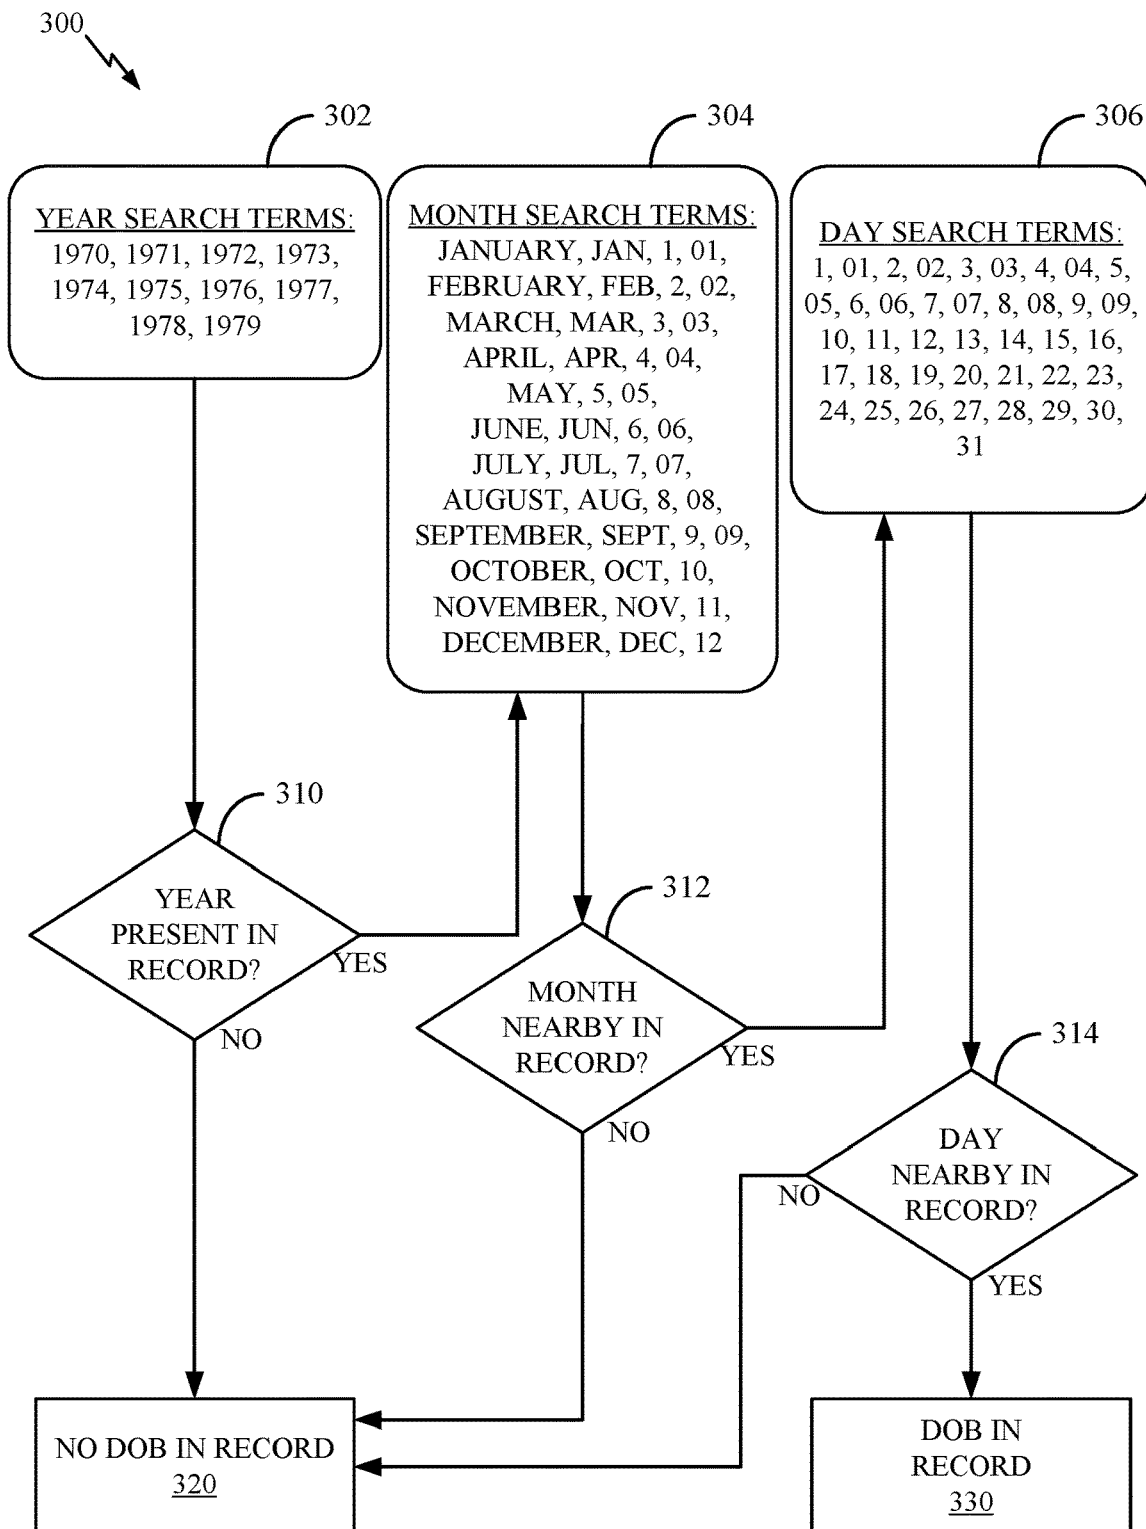 300
302
YEAR SEARCH TERMS:
1970, 1971, 1972, 1973,
1974, 1975, 1976, 1977,
1978, 1979
304
MONTH SEARCH TERMS:
JANUARY, JAN, 1, 01,
FEBRUARY, FEB, 2, 02,
MARCH, MAR, 3, 03,
APRIL, APR, 4, 04,
MAY, 5, 05,
JUNE, JUN, 6, 06,
JULY, JUL, 7, 07,
AUGUST, AUG, 8, 08,
SEPTEMBER, SEPT, 9, 09,
OCTOBER, OCT, 10,
NOVEMBER, NOV, 11,
DECEMBER, DEC, 12
306
DAY SEARCH TERMS:
1, 01, 2, 02, 3, 03, 4, 04, 5,
05, 6, 06, 7, 07, 8, 08, 9, 09,
10, 11, 12, 13, 14, 15, 16,
17, 18, 19, 20, 21, 22, 23,
24, 25, 26, 27, 28, 29, 30,
31
310
YEAR
PRESENT IN
RECORD?
YES
NO
312
MONTH
NEARBY IN
RECORD?
YES
NO
314
DAY
NEARBY IN
RECORD?
NO
YES
NO DOB IN RECORD
320
DOB IN
RECORD
330